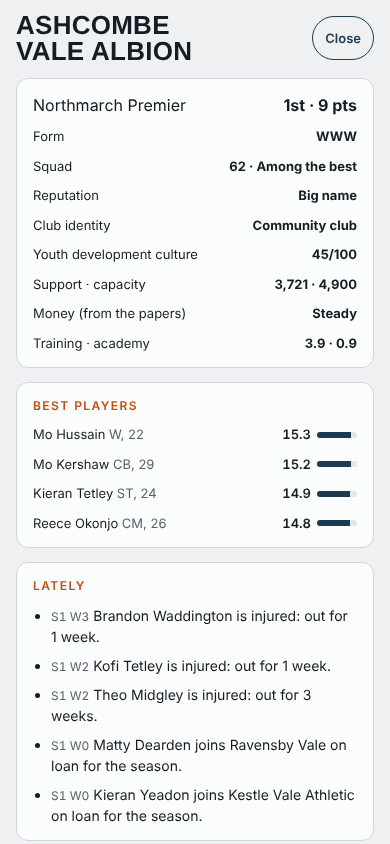 ASHCOMBE
VALE ALBION
Close
Northmarch Premier 1st · 9 pts
Form WWW
Squad 62 · Among the best
Reputation Big name
Club identity Community club
Youth development culture 45/100
Support · capacity 3,721 · 4,900
Money (from the papers) Steady
Training · academy 3.9 · 0.9
BEST PLAYERS
Mo Hussain W, 22 15.3
Mo Kershaw CB, 29 15.2
Kieran Tetley ST, 24 14.9
Reece Okonjo CM, 26 14.8
LATELY
• S1 W3 Brandon Waddington is injured: out for
1 week.
• S1 W2 Kofi Tetley is injured: out for 1 week.
• S1 W2 Theo Midgley is injured: out for 3
weeks.
• S1 W0 Matty Dearden joins Ravensby Vale on
loan for the season.
• S1 W0 Kieran Yeadon joins Kestle Vale Athletic
on loan for the season.